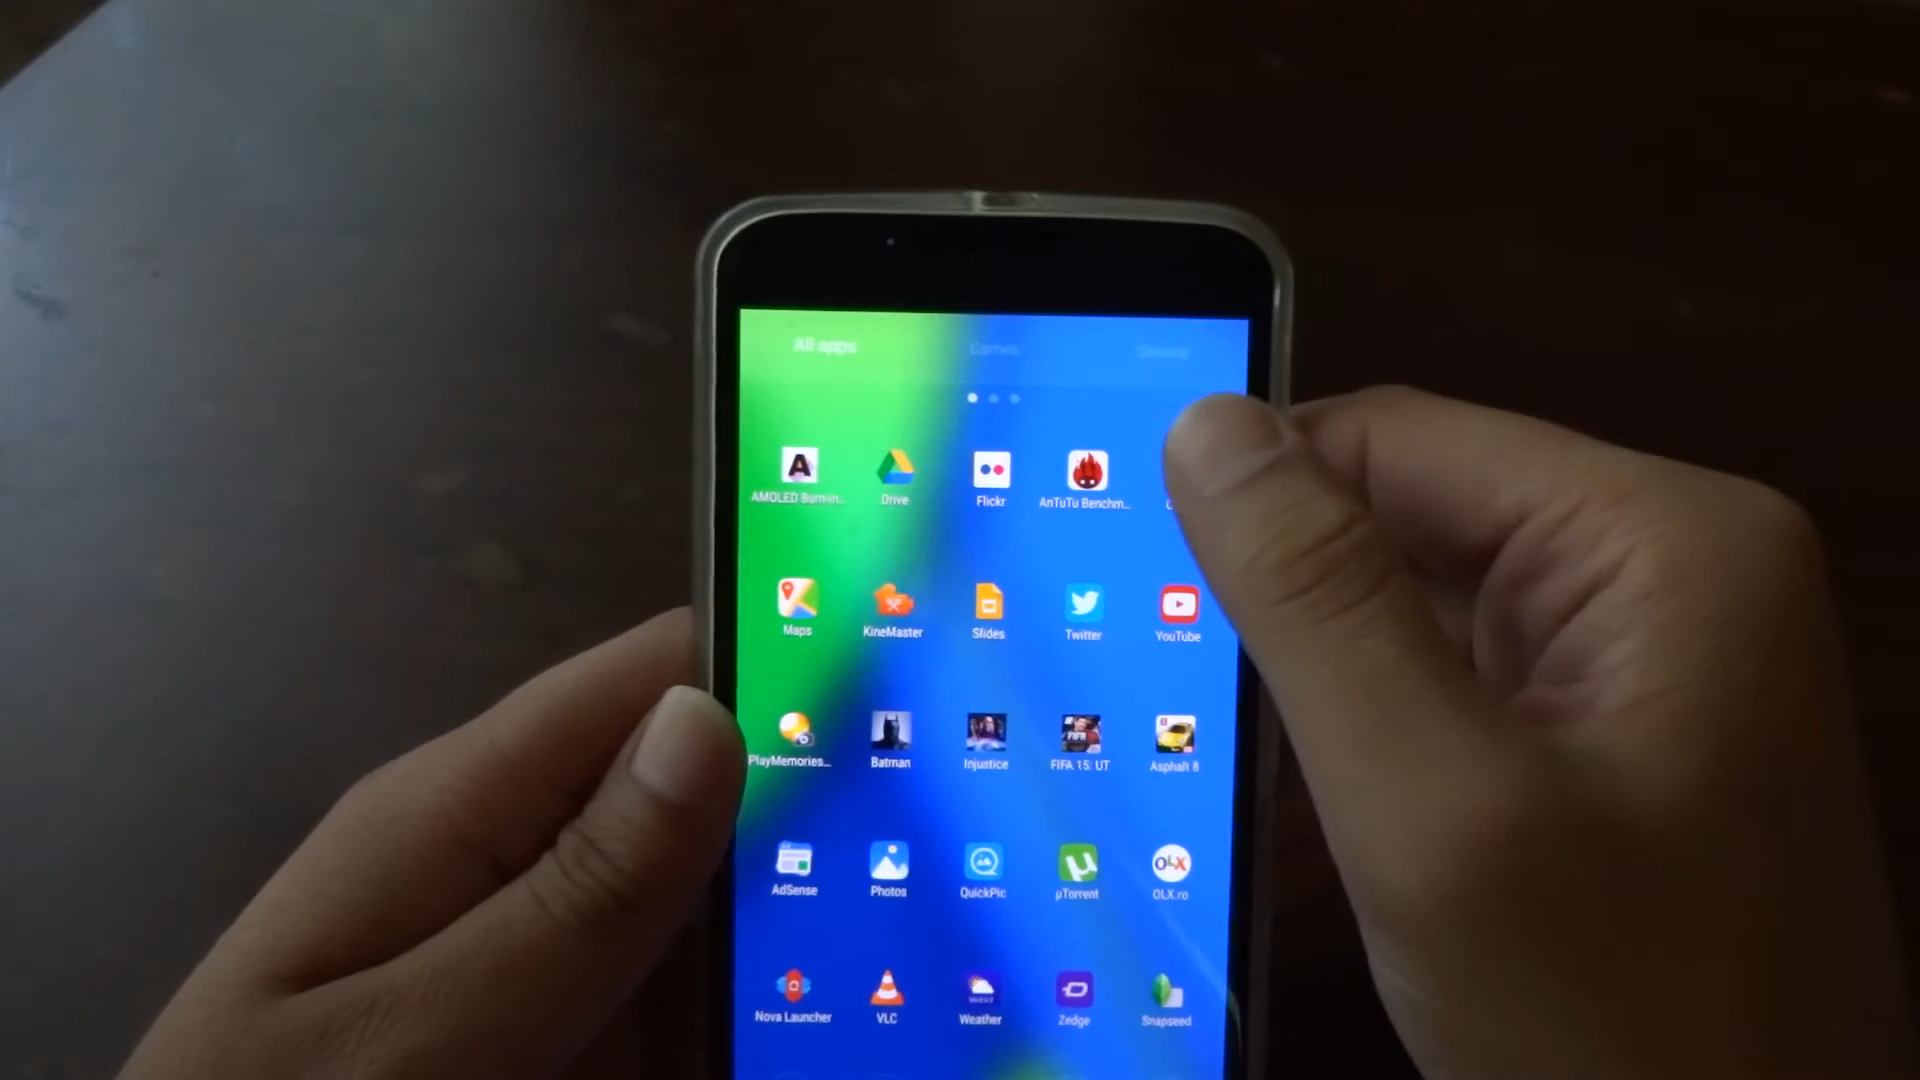 All apps Games
AMOLED Burn-in... Drive Flickr AnTuTu Benchm...
Maps KineMaster Slides Twitter YouTube
PlayMemories... Batman Injustice FIFA 15: UT Asphalt 8
AdSense Photos QuickPic µTorrent OLX.ro
Nova Launcher VLC Weather Zedge Snapseed